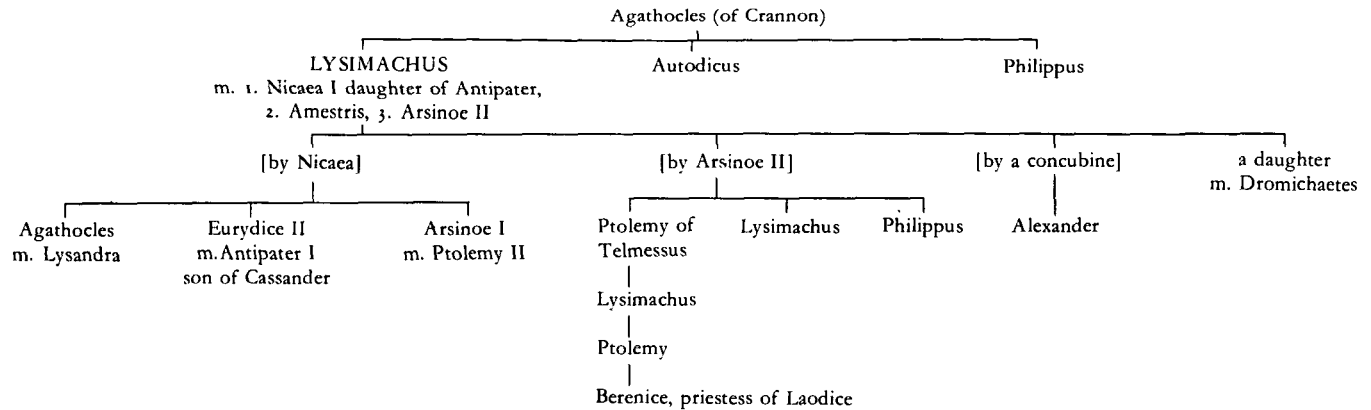 Agathocles (of Crannon)
LYSIMACHUS
m. 1. Nicaea I daughter of Antipater,
2. Amestris, 3. Arsinoe II
Autodicus
Philippus
[by Nicaea]
[by Arsinoe II]
[by a concubine]
a daughter
m. Dromichaetes
Agathocles
m. Lysandra
Eurydice II
m. Antipater I
son of Cassander
Arsinoe I
m. Ptolemy II
Ptolemy of
Telmessus
Lysimachus
Philippus
Alexander
Lysimachus
Ptolemy
Berenice, priestess of Laodice